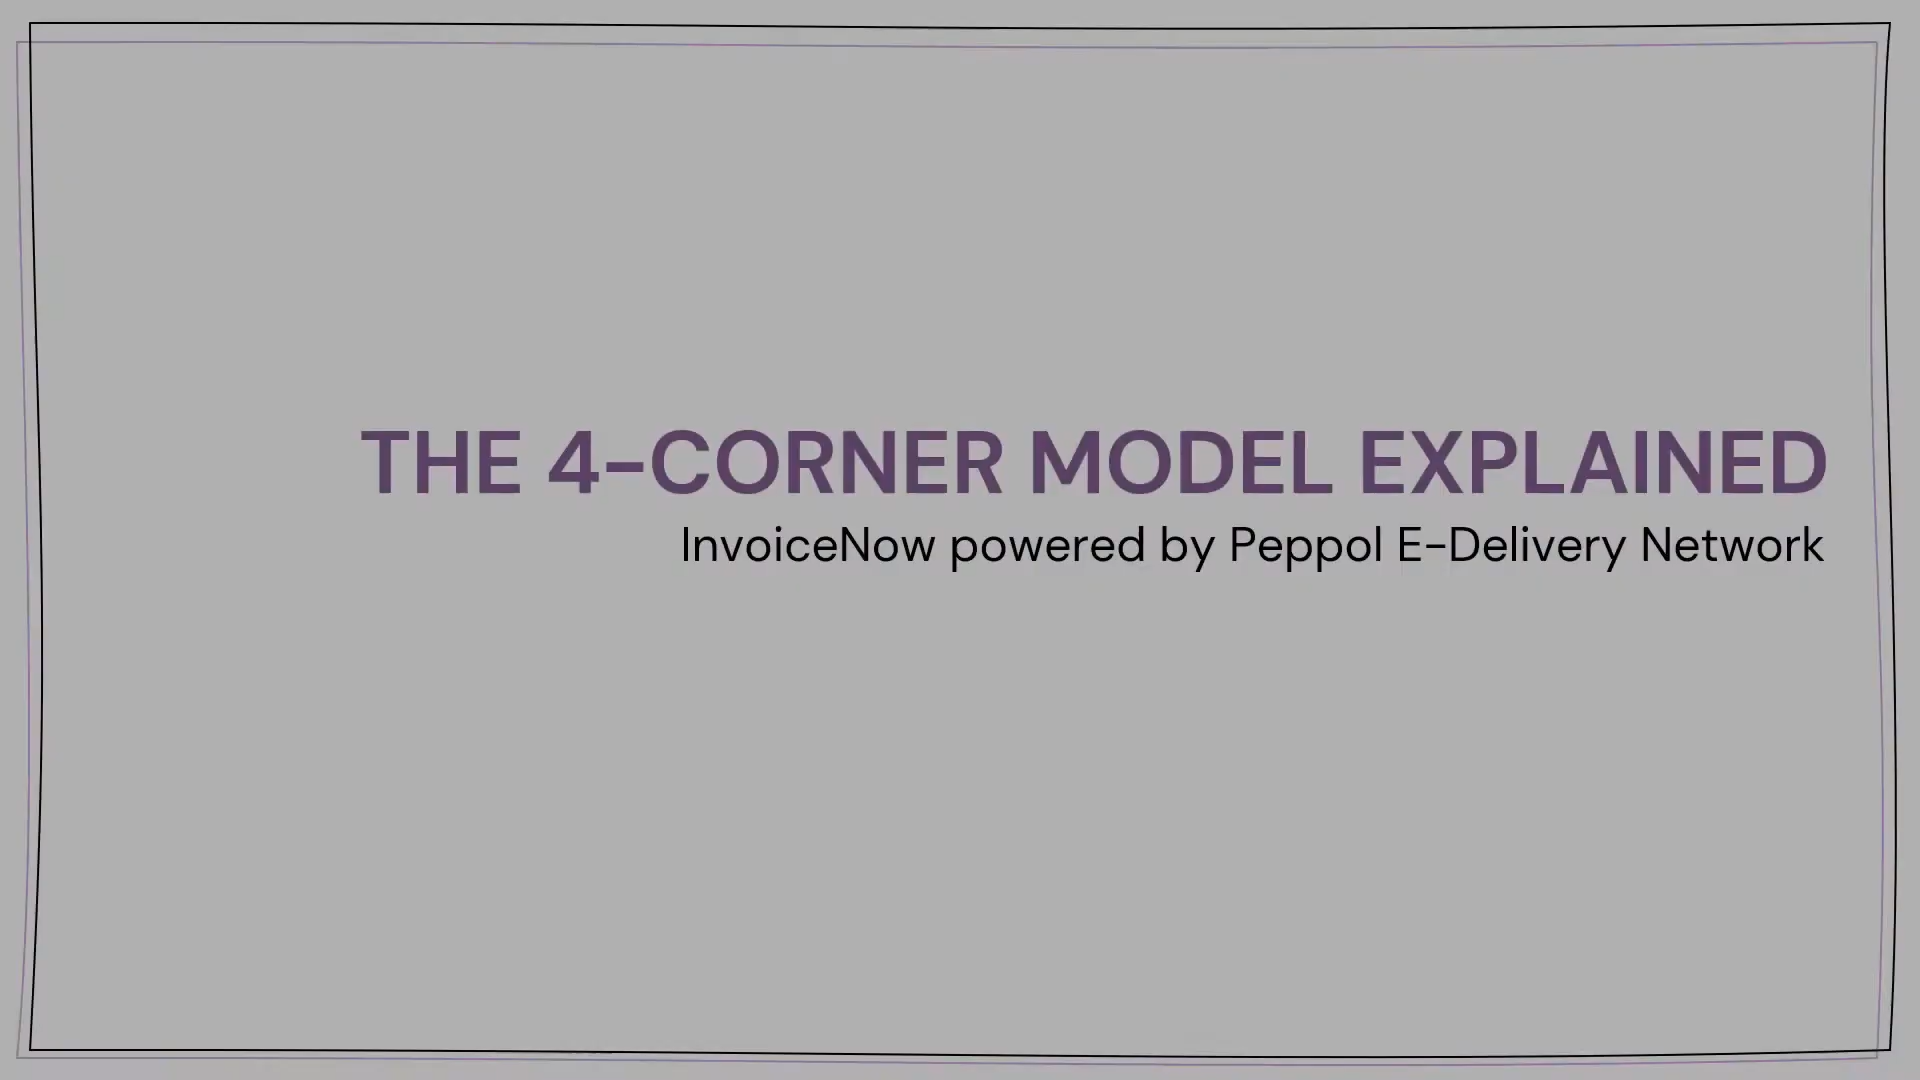 THE 4-CORNER MODEL EXPLAINED
InvoiceNow powered by Peppol E-Delivery Network